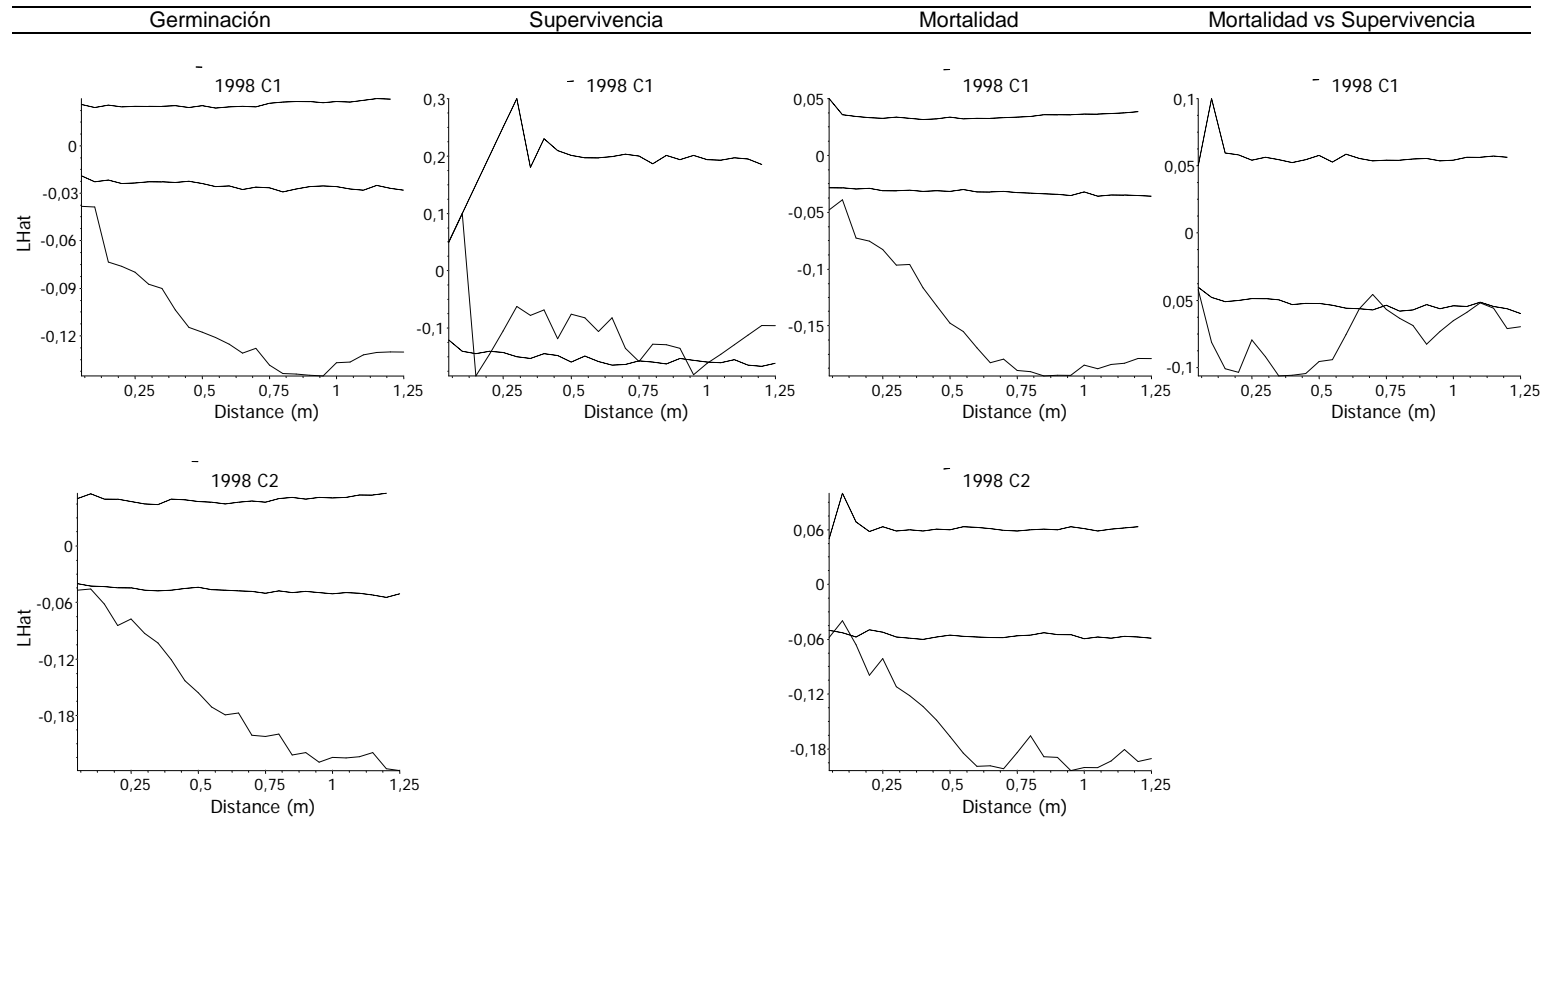 Germinación Supervivencia Mortalidad Mortalidad vs Supervivencia
1998 C1
0
-0,03
-0,06
-0,09
-0,12
LHat
0,25 0,5 0,75 1 1,25
Distance (m)
1998 C1
0,3
0,2
0,1
0
-0,1
0,25 0,5 0,75 1 1,25
Distance (m)
1998 C1
0,05
0
-0,05
-0,1
-0,15
0,25 0,5 0,75 1 1,25
Distance (m)
1998 C1
0,1
0,05
0
0,05
-0,1
0,25 0,5 0,75 1 1,25
Distance (m)
1998 C2
0
-0,06
-0,12
-0,18
LHat
0,25 0,5 0,75 1 1,25
Distance (m)
1998 C2
0,06
0
-0,06
-0,12
-0,18
0,25 0,5 0,75 1 1,25
Distance (m)